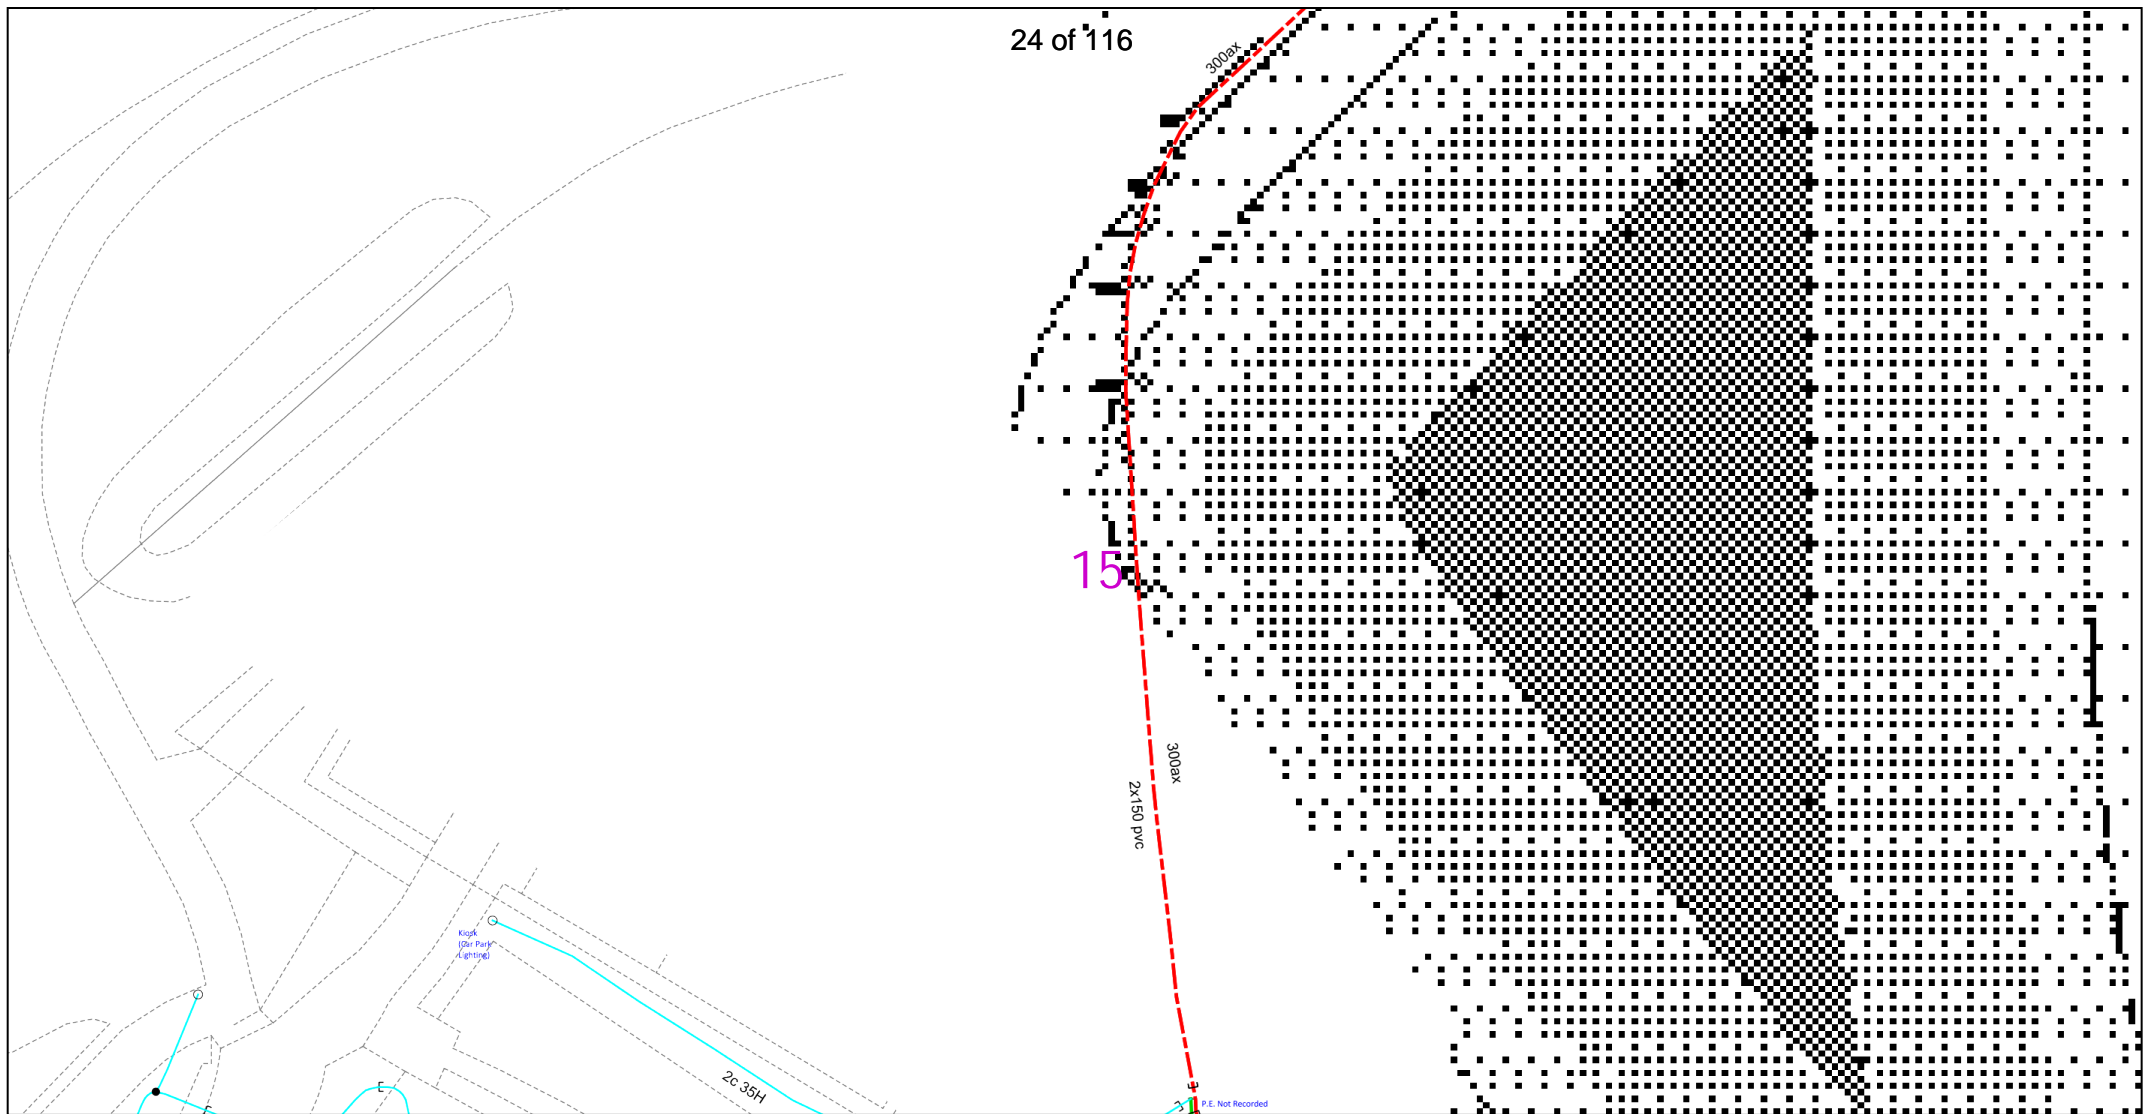 24 of 116
300ax
15
300ax
2x150 pvc
Kiosk
(Car Park
Lighting)
2c 35H
E
P.E. Not Recorded